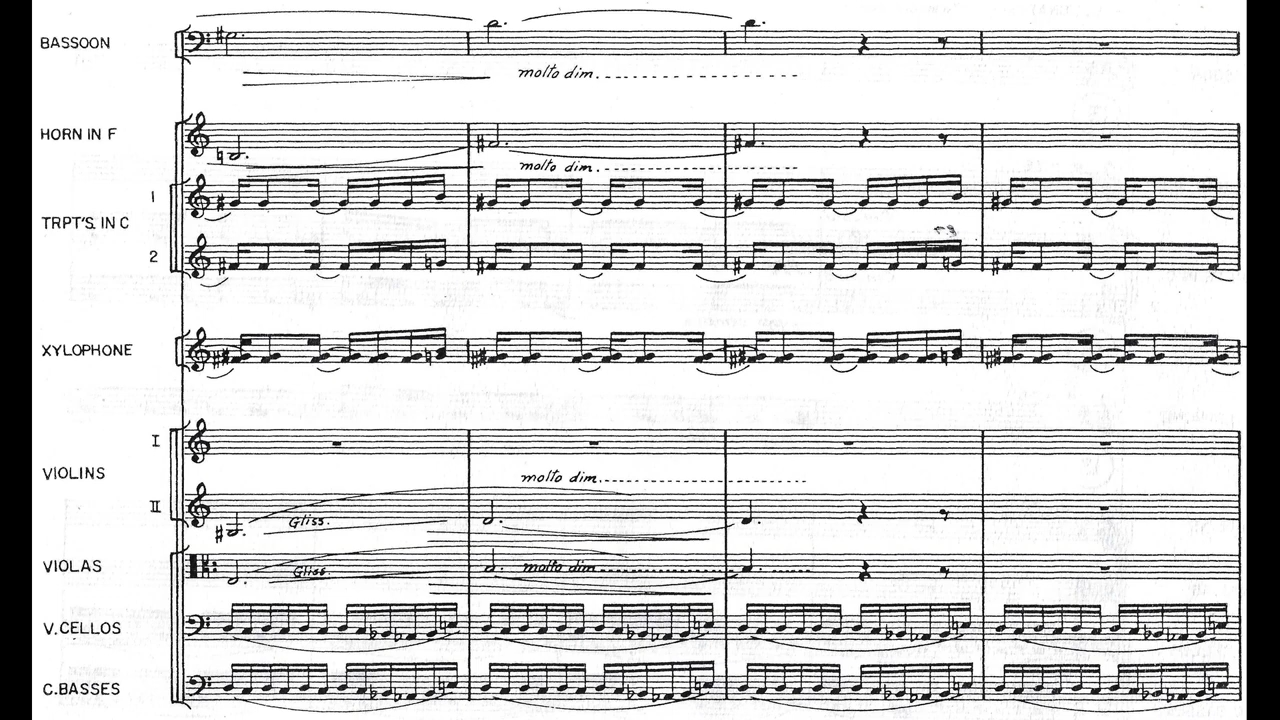 BASSOON
molto dim.
HORN IN F
molto dim.
1
TRPT'S. IN C
2
XYLOPHONE
I
VIOLINS
molto dim.
II
Gliss.
VIOLAS
Gliss.
molto dim.
V.CELLOS
C.BASSES